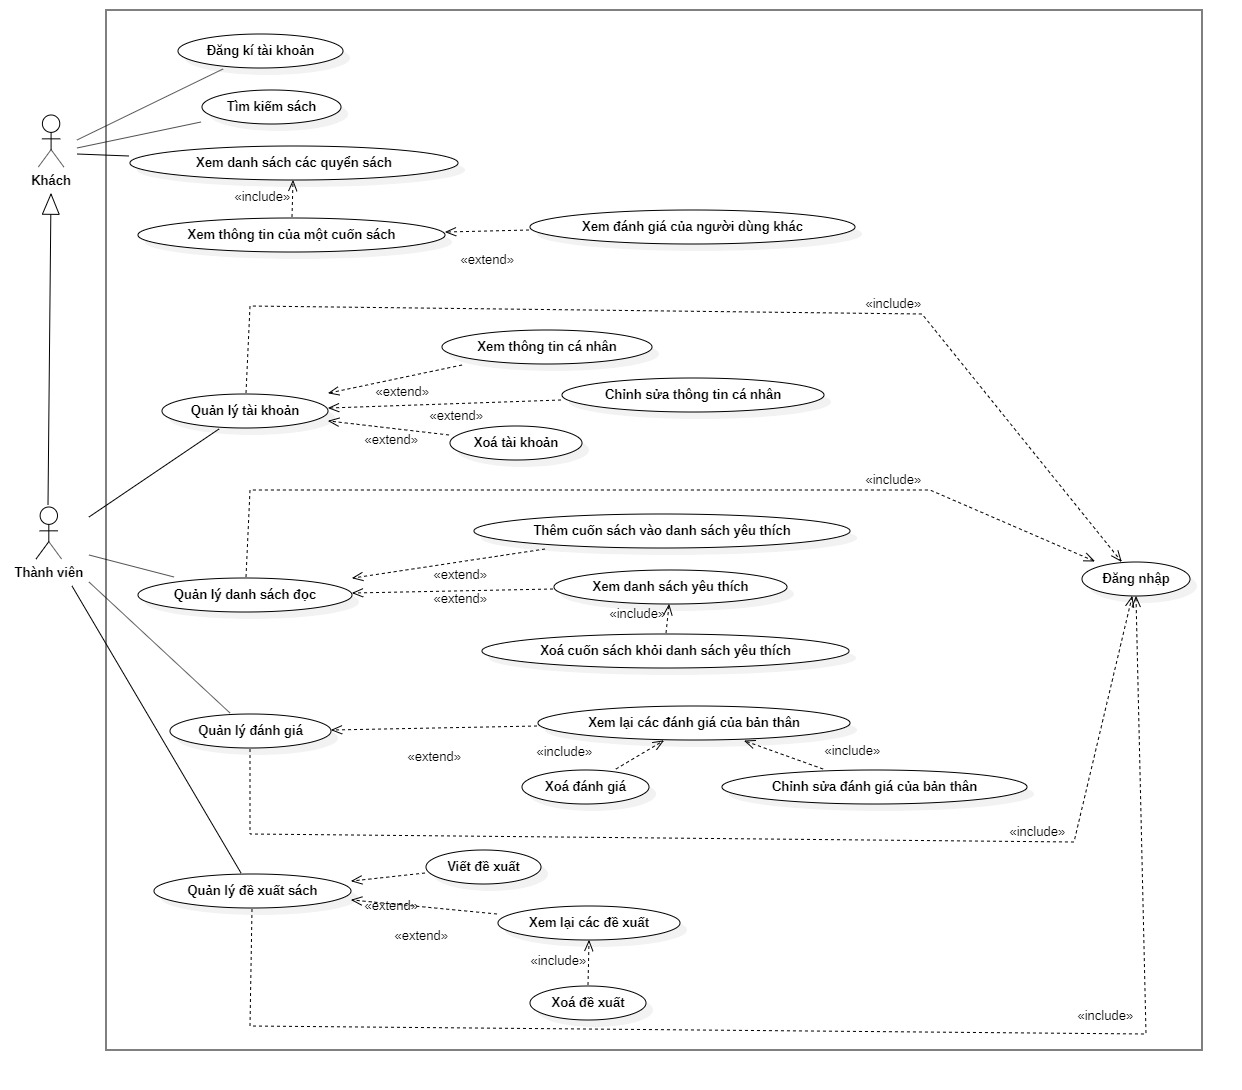 Đăng kí tài khoản
Tìm kiếm sách
Khách
Xem danh sách các quyển sách
«include»
Xem thông tin của một cuốn sách
Xem đánh giá của người dùng khác
«extend»
«include»
Xem thông tin cá nhân
«extend»
Chỉnh sửa thông tin cá nhân
Quản lý tài khoản
«extend»
«extend»
Xoá tài khoản
«include»
Thêm cuốn sách vào danh sách yêu thích
Thành viên
«extend»
Đăng nhập
Xem danh sách yêu thích
Quản lý danh sách đọc
«extend»
«include»
Xoá cuốn sách khỏi danh sách yêu thích
Xem lại các đánh giá của bản thân
Quản lý đánh giá
«extend»
«include»
«include»
Xoá đánh giá
Chỉnh sửa đánh giá của bản thân
«include»
Viết đề xuất
Quản lý đề xuất sách
«extend»
Xem lại các đề xuất
«extend»
«include»
Xoá đề xuất
«include»